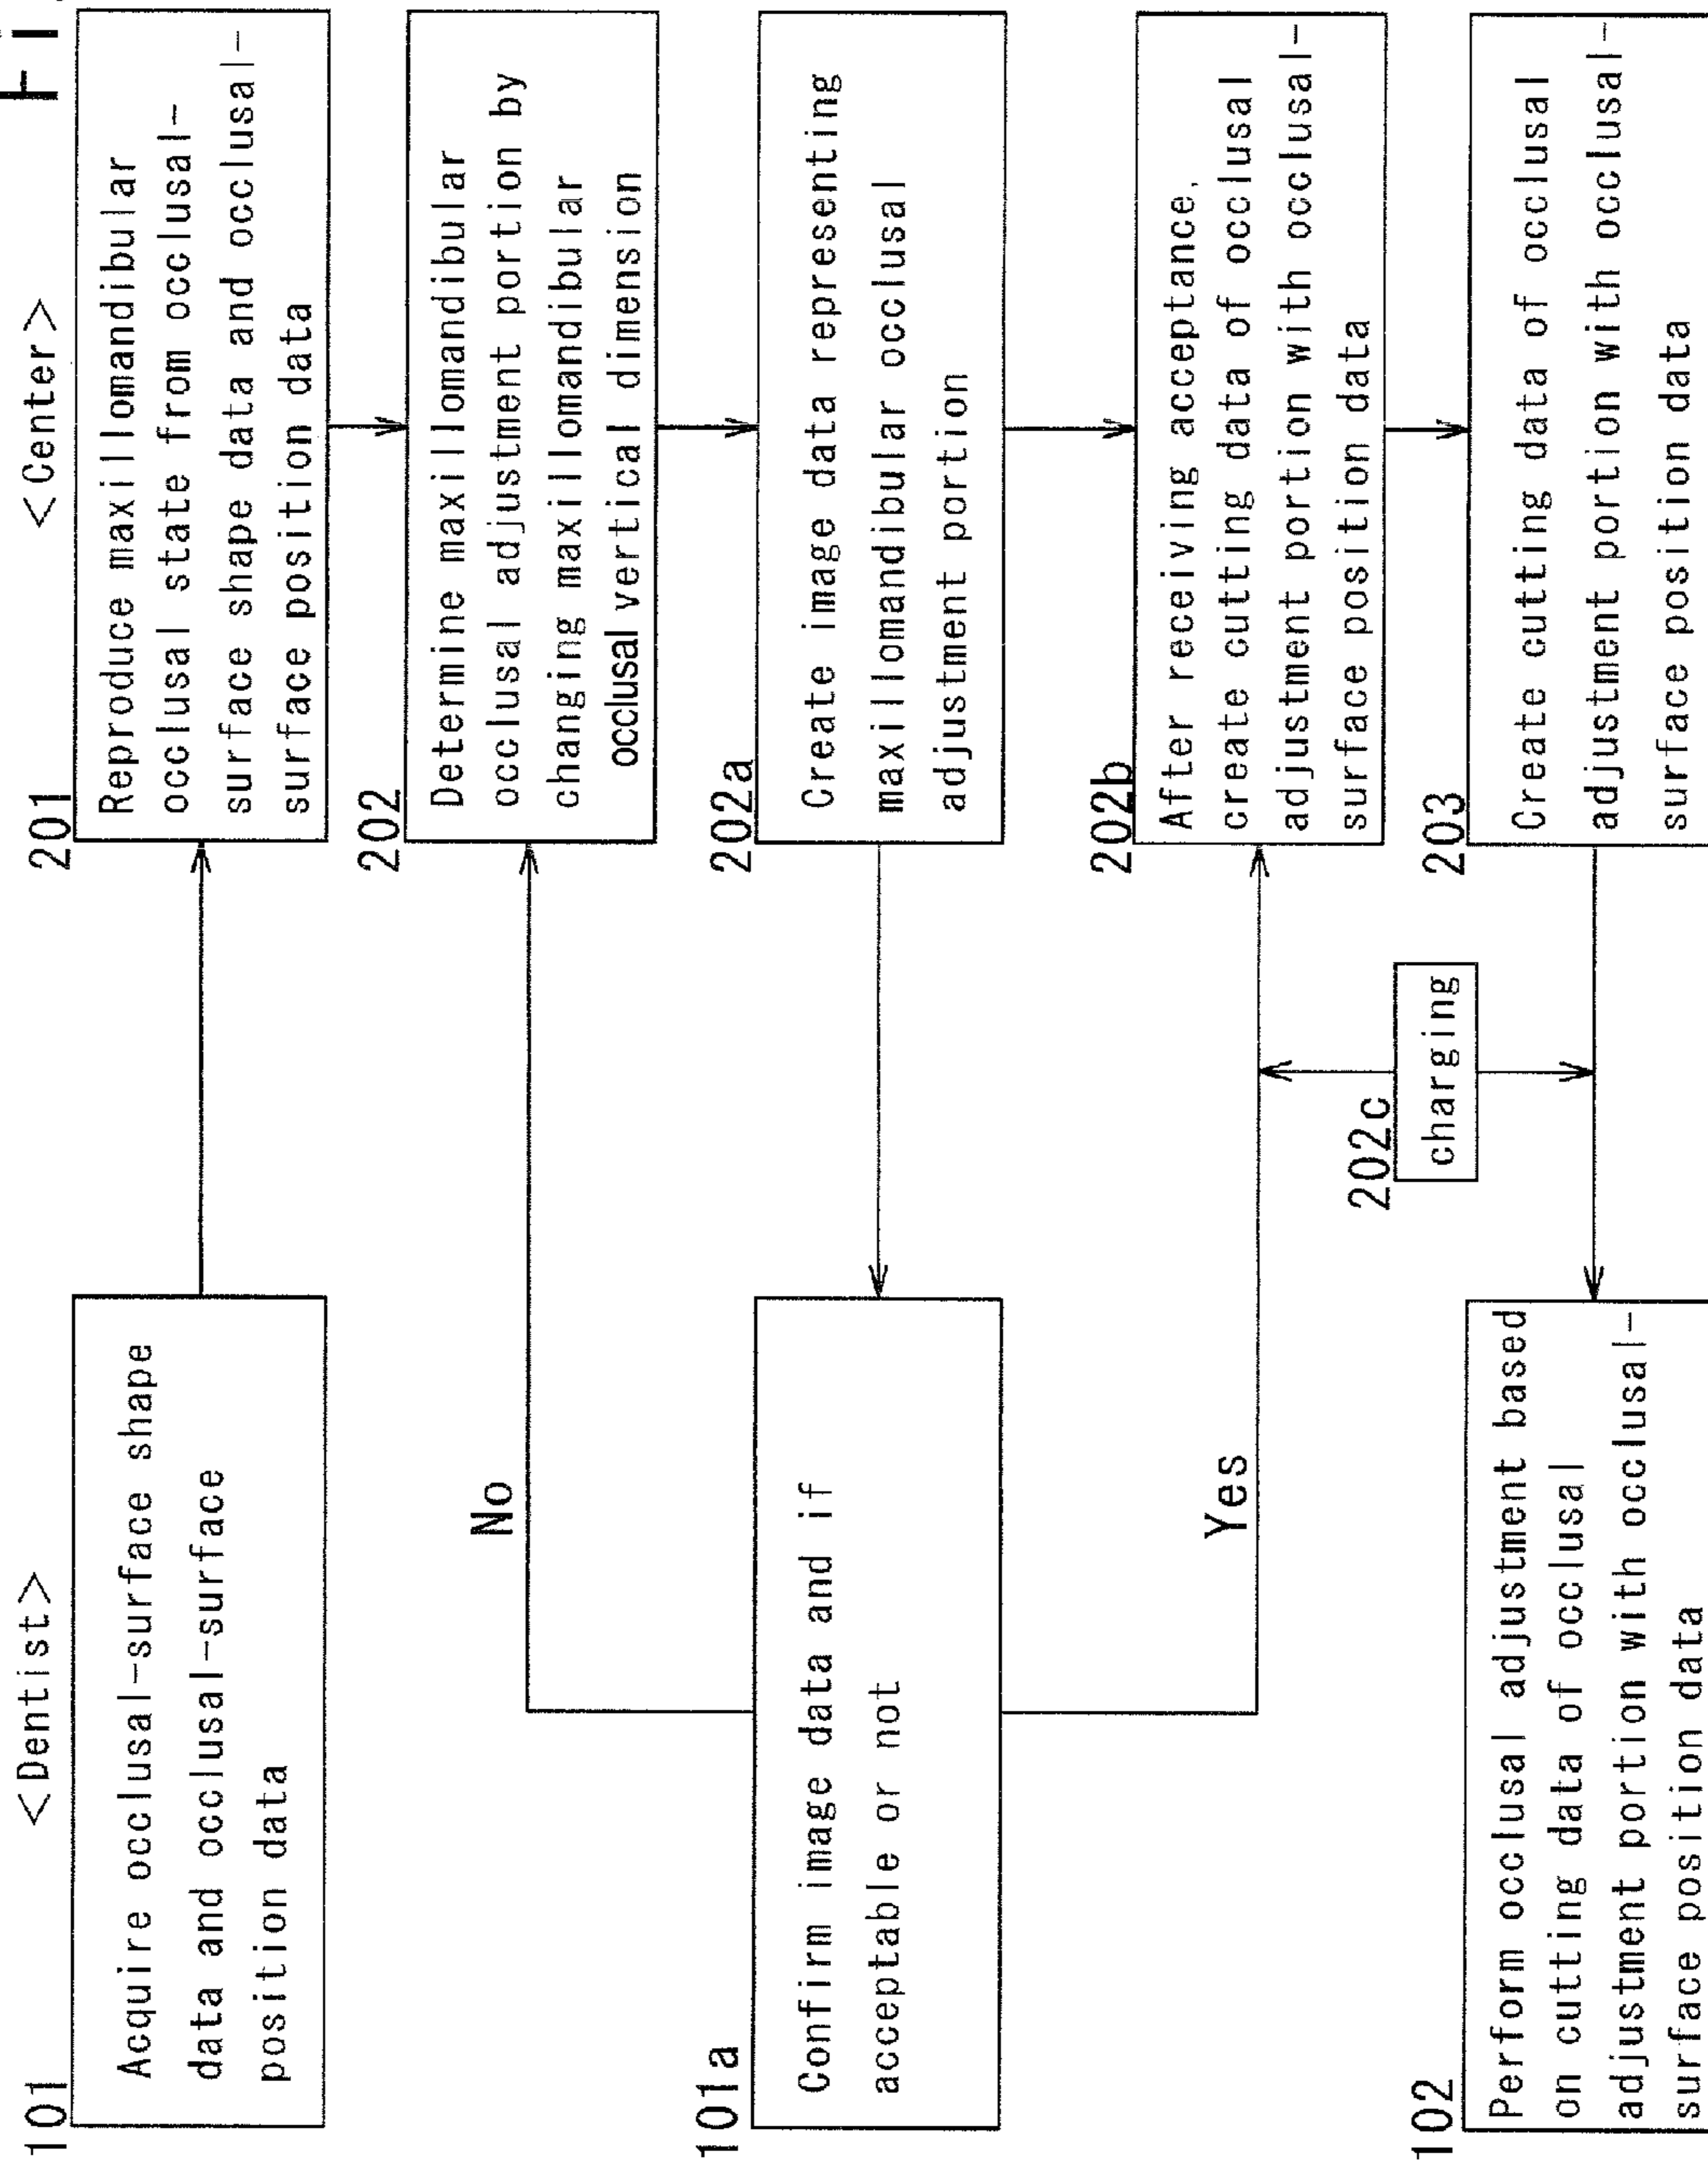 Fi
<Dentist>
<Center>
101
Acquire occlusal-surface shape
data and occlusal-surface
position data
201
Reproduce maxillomandibular
occlusal state from occlusal-
surface shape data and occlusal-
surface position data
No
202
Determine maxillomandibular
occlusal adjustment portion by
changing maxillomandibular
occlusal vertical dimension
101a
Confirm image data and if
acceptable or not
202a
Create image data representing
maxillomandibular occlusal
adjustment portion
Yes
202b
After receiving acceptance,
create cutting data of occlusal
adjustment portion with occlusal-
surface position data
202c
charging
102
Perform occlusal adjustment based
on cutting data of occlusal
adjustment portion with occlusal-
surface position data
203
Create cutting data of occlusal
adjustment portion with occlusal-
surface position data